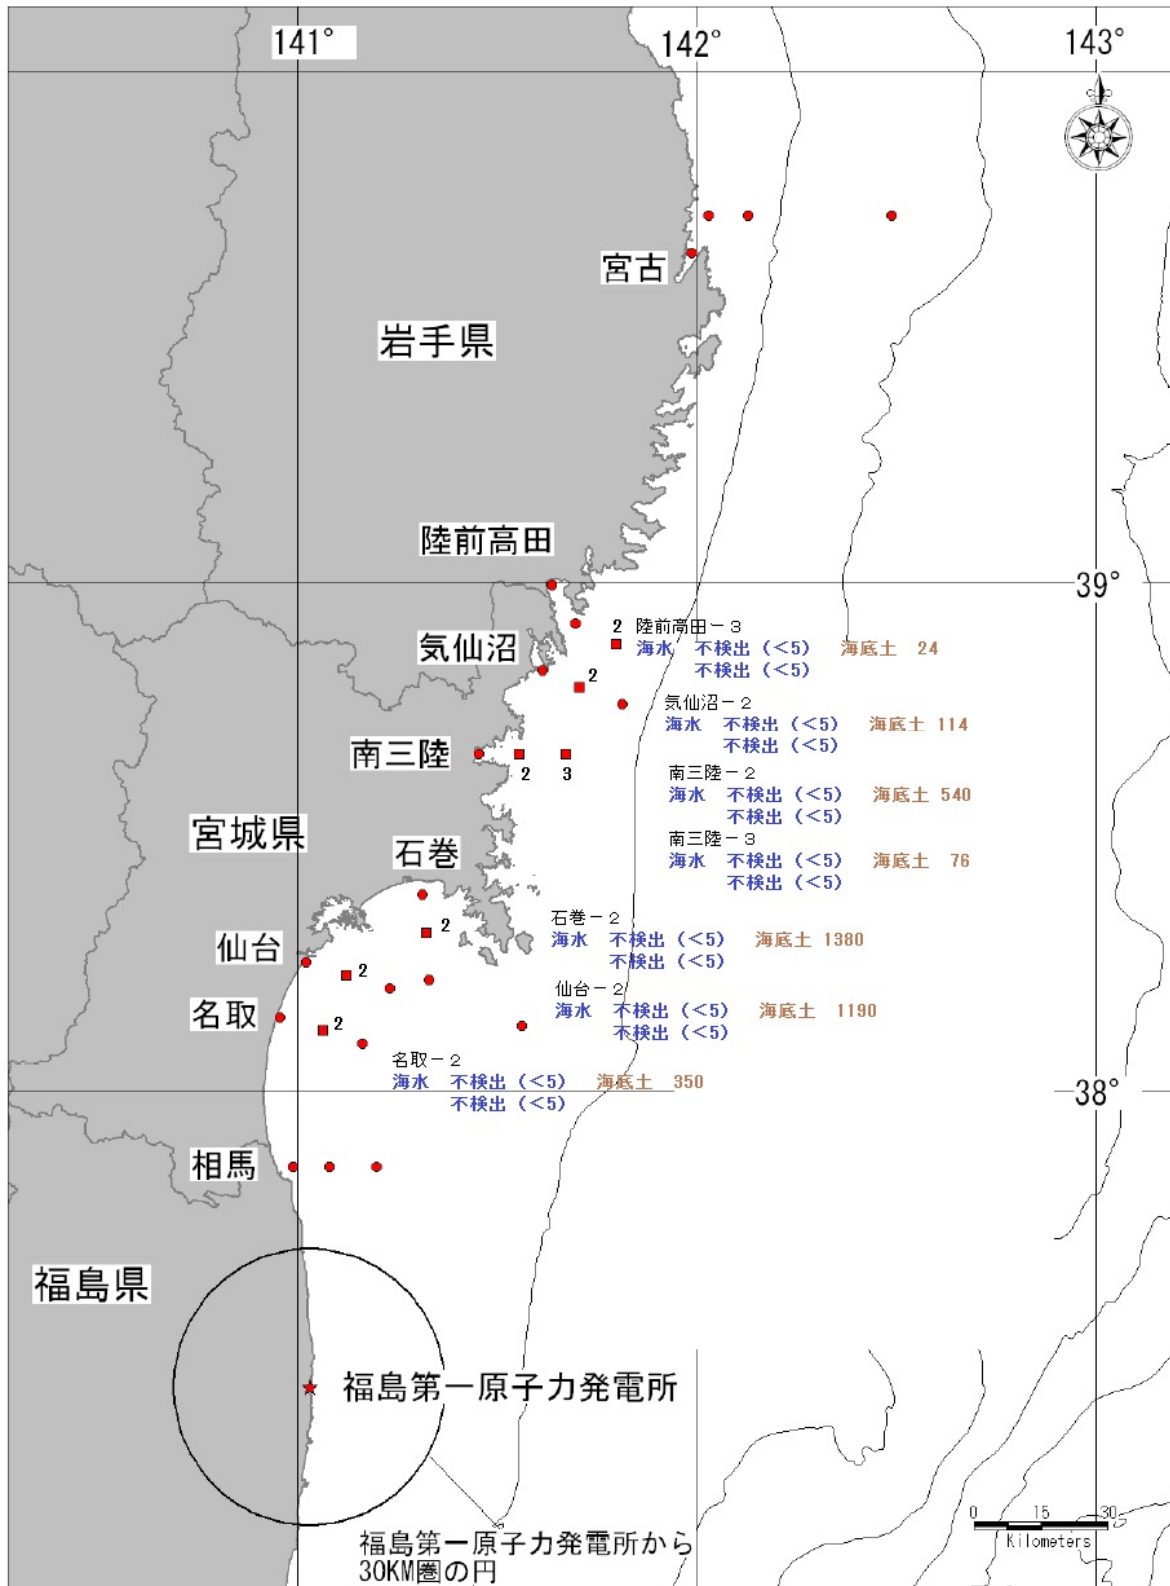 141°
142°
143°
宮古
岩手県
陸前高田
39°
2
陸前高田－3
海水 不検出（<5） 海底土 24
不検出（<5）
気仙沼
2
気仙沼－2
海水 不検出（<5） 海底土 114
不検出（<5）
南三陸
2
3
南三陸－2
海水 不検出（<5） 海底土 540
不検出（<5）
宮城県
南三陸－3
海水 不検出（<5） 海底土 76
不検出（<5）
石巻
2
石巻－2
海水 不検出（<5） 海底土 1380
不検出（<5）
仙台
2
仙台－2
海水 不検出（<5） 海底土 1190
不検出（<5）
名取
2
名取－2
海水 不検出（<5） 海底土 350
不検出（<5）
38°
相馬
福島県
福島第一原子力発電所
福島第一原子力発電所から
30KM圏の円
0 15 30
Kilometers